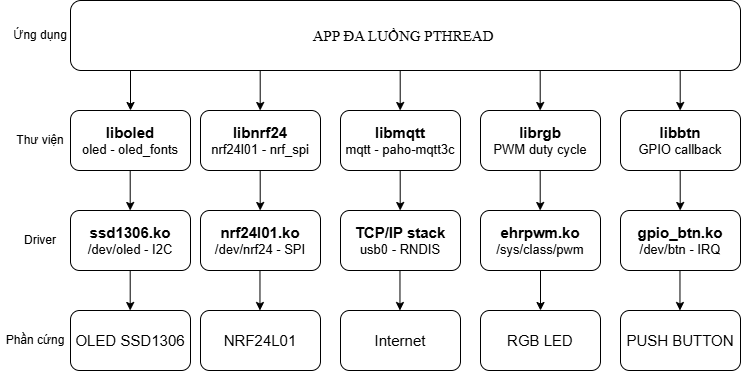 Ứng dụng
APP ĐA LUỒNG PTHREAD
Thư viện
liboled
oled - oled_fonts
libnrf24
nrf24l01 - nrf_spi
libmqtt
mqtt - paho-mqtt3c
librgb
PWM duty cycle
libbtn
GPIO callback
Driver
ssd1306.ko
/dev/oled - I2C
nrf24l01.ko
/dev/nrf24 - SPI
TCP/IP stack
usb0 - RNDIS
ehrpwm.ko
/sys/class/pwm
gpio_btn.ko
/dev/btn - IRQ
Phần cứng
OLED SSD1306
NRF24L01
Internet
RGB LED
PUSH BUTTON